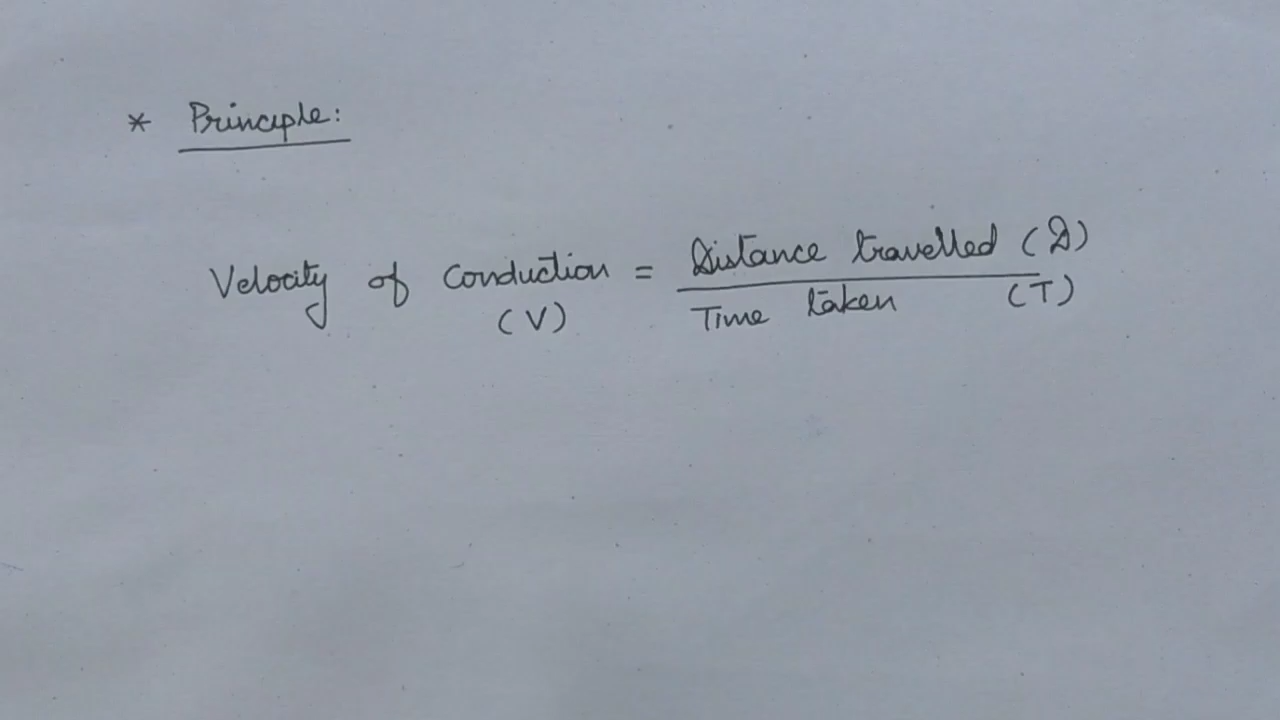 * Principle:
Velocity of Conduction = Distance travelled (D) / Time taken (T)
(V)